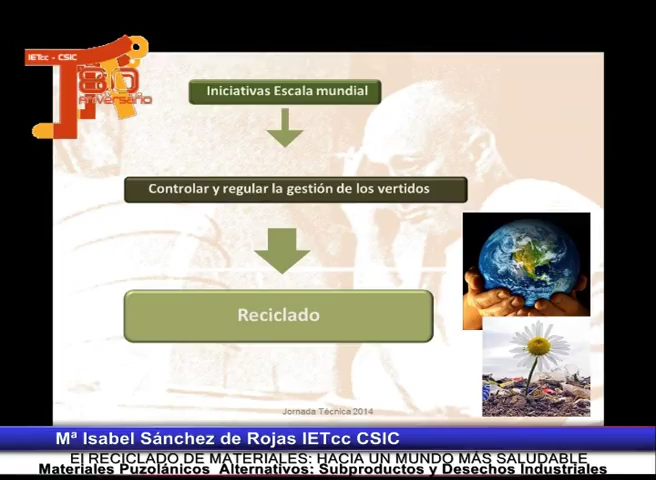 IETcc - CSIC
80
Aniversario
Iniciativas Escala mundial
Controlar y regular la gestión de los vertidos
Reciclado
Jornada Técnica 2014
Mª Isabel Sánchez de Rojas IETcc CSIC
El RECICLADO DE MATERIALES: HACIA UN MUNDO MÁS SALUDABLE
Materiales Puzolánicos Alternativos: Subproductos y Desechos Industriales